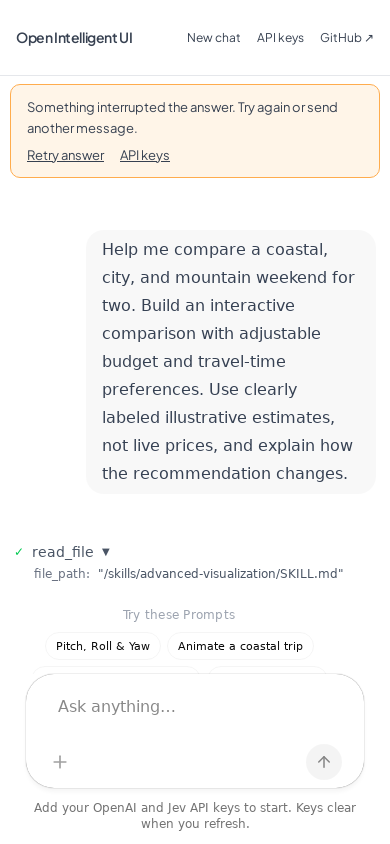 Open Intelligent UI
New chat
API keys
GitHub ↗
Something interrupted the answer. Try again or send
another message.
Retry answer
API keys
Help me compare a coastal,
city, and mountain weekend for
two. Build an interactive
comparison with adjustable
budget and travel-time
preferences. Use clearly
labeled illustrative estimates,
not live prices, and explain how
the recommendation changes.
✓ read_file ▼
file_path: "/skills/advanced-visualization/SKILL.md"
Try these Prompts
Pitch, Roll & Yaw
Animate a coastal trip
Ask anything...
Add your OpenAI and Jev API keys to start. Keys clear
when you refresh.